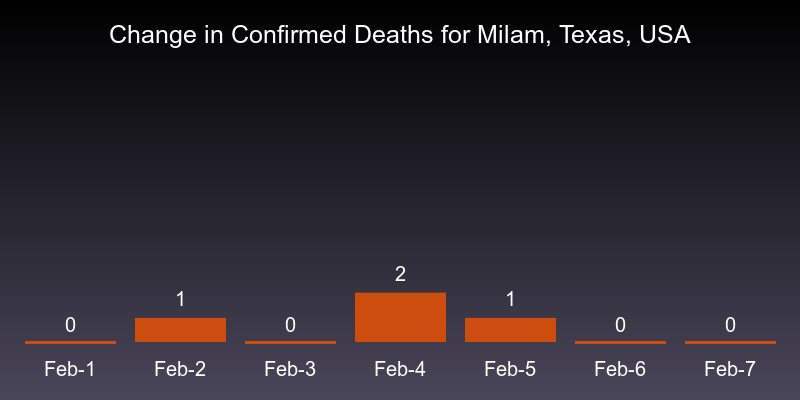 Change in Confirmed Deaths for Milam, Texas, USA
0 1 0 2 1 0 0
Feb-1 Feb-2 Feb-3 Feb-4 Feb-5 Feb-6 Feb-7